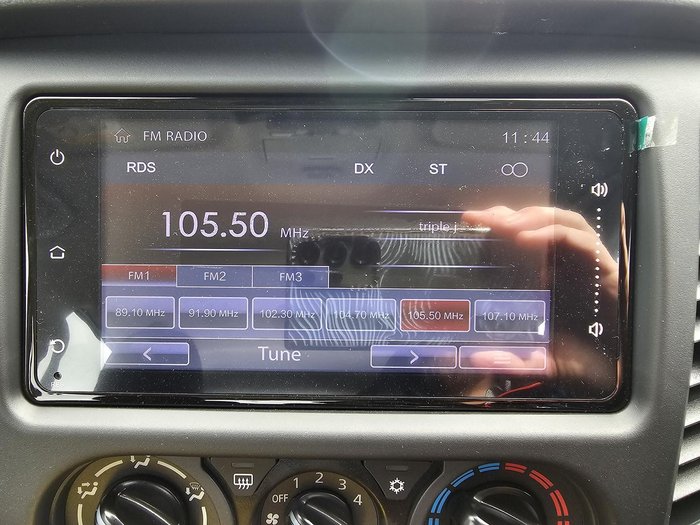 FM RADIO 11:44
RDS DX ST
105.50 MHz triple j
FM1 FM2 FM3
89.10 MHz 91.90 MHz 102.30 MHz 104.70 MHz 105.50 MHz 107.10 MHz
< Tune >
OFF 1 2 3 4